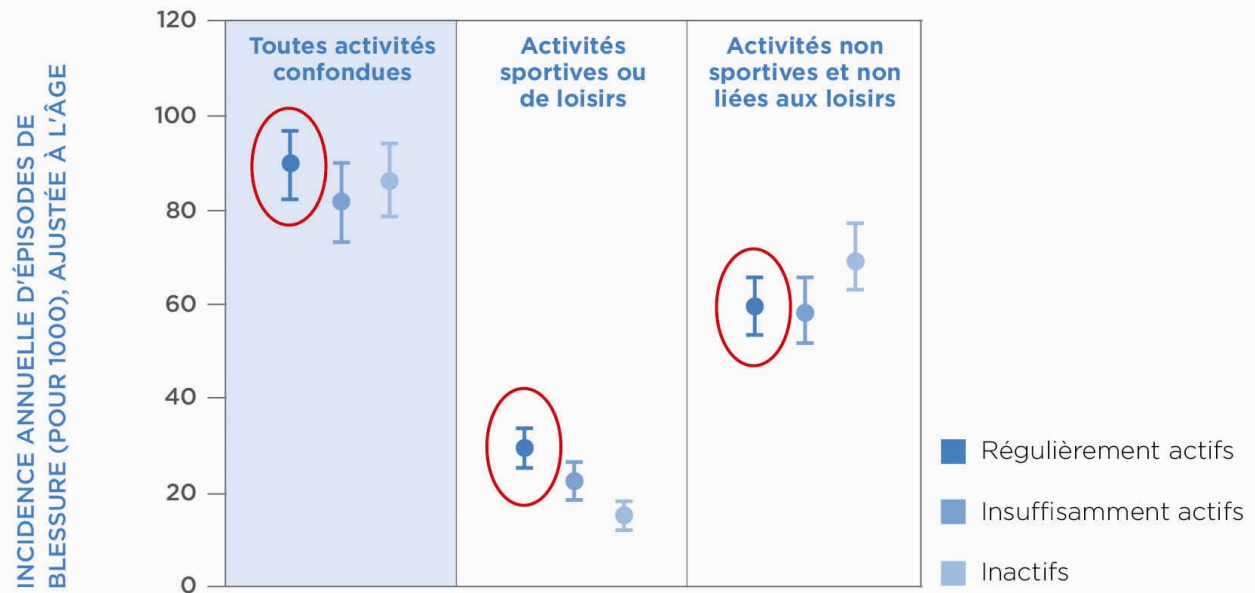 INCIDENCE ANNUELLE D'ÉPISODES DE
BLESSURE (POUR 1000), AJUSTÉE À L'ÂGE
120
100
80
60
40
20
0
Toutes activités
confondues
Activités
sportives ou
de loisirs
Activités non
sportives et non
liées aux loisirs
Régulièrement actifs
Insuffisamment actifs
Inactifs